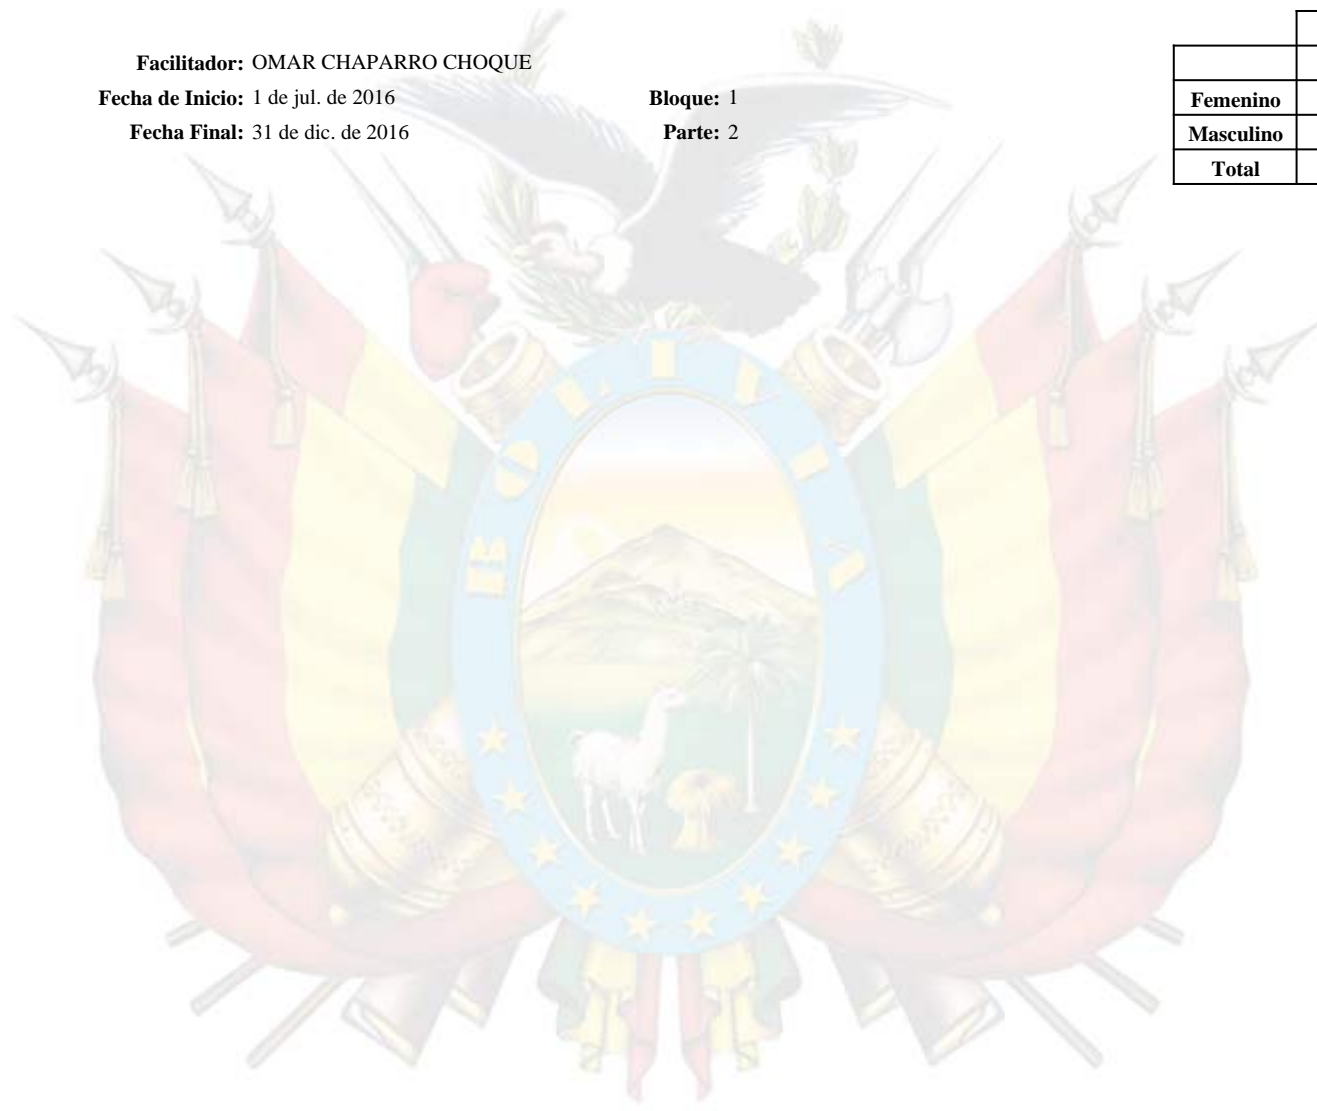 Facilitador: OMAR CHAPARRO CHOQUE
Fecha de Inicio: 1 de jul. de 2016 Bloque: 1
Fecha Final: 31 de dic. de 2016 Parte: 2
Femenino
Masculino
Total
BOLIVIA